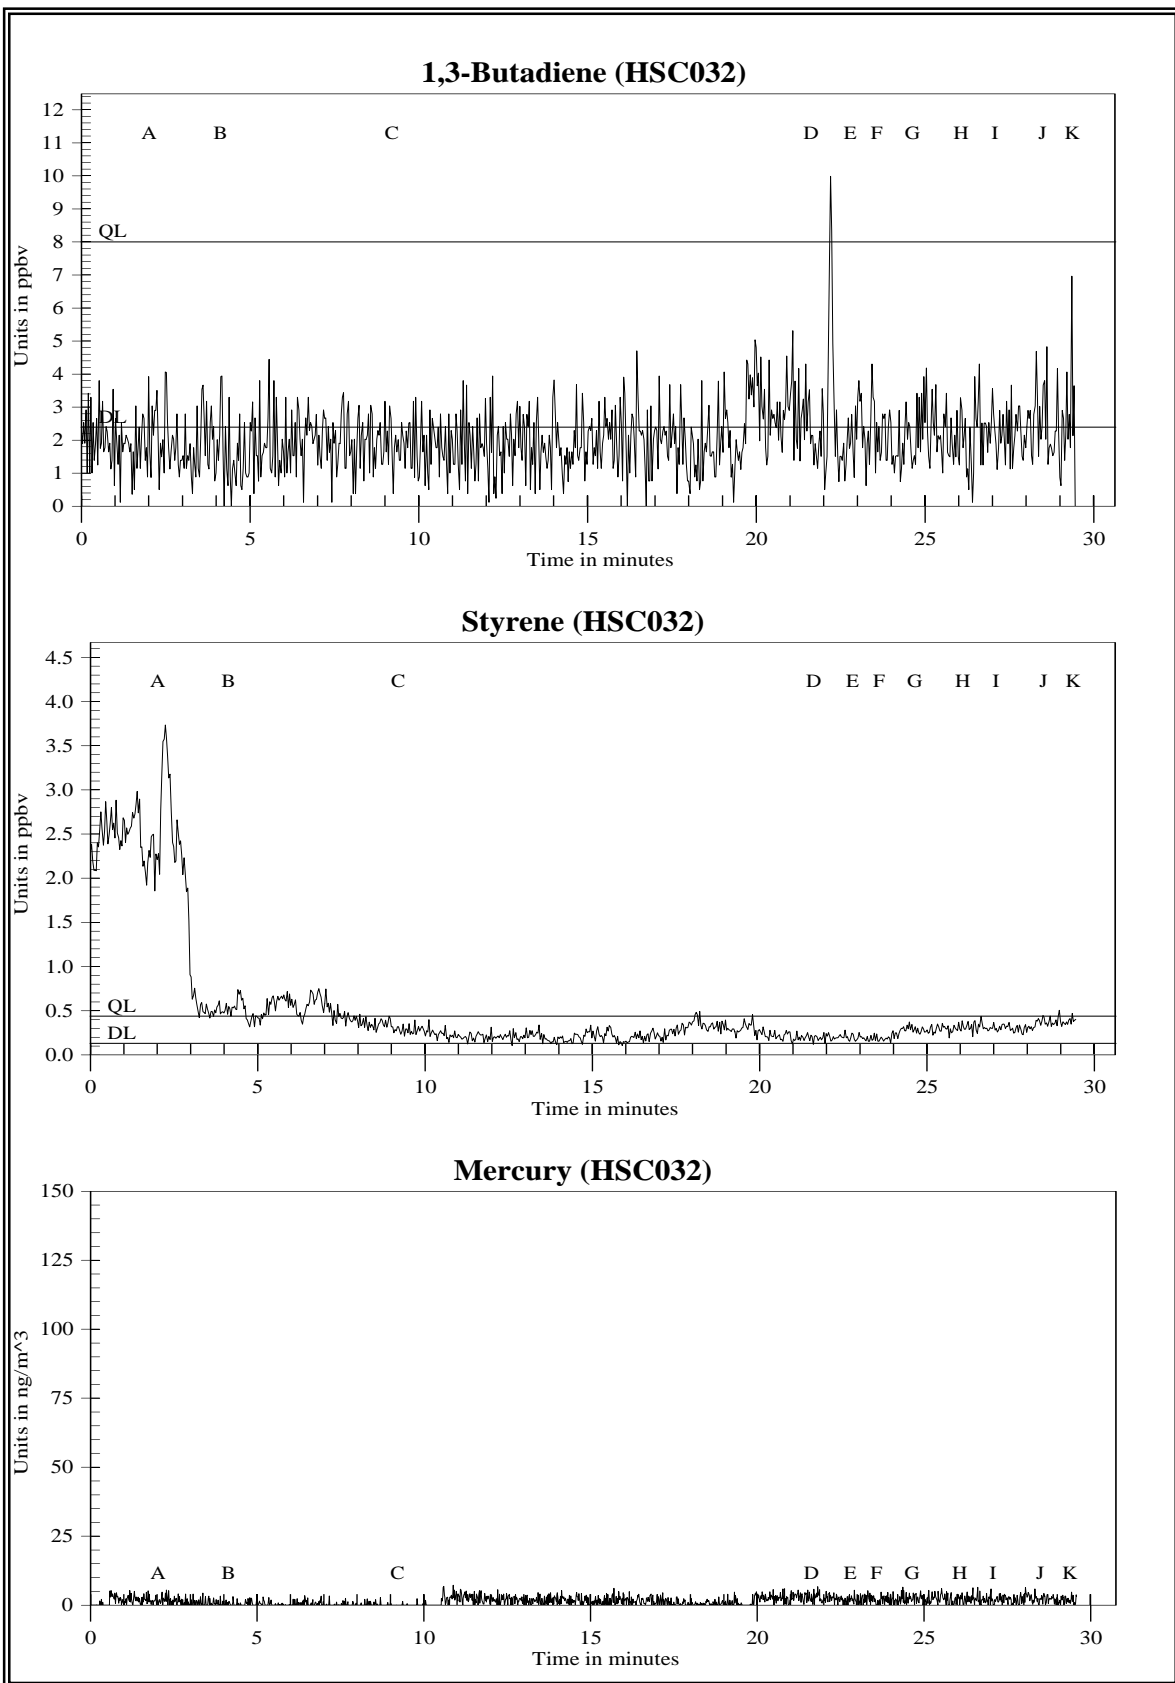 1,3-Butadiene (HSC032)
12
11
10
9
8
7
6
5
4
3
2
1
0
Units in ppbv
A B C D E F G H I J K
QL
DL
0 5 10 15 20 25 30
Time in minutes
Styrene (HSC032)
4.5
4.0
3.5
3.0
2.5
2.0
1.5
1.0
0.5
0.0
Units in ppbv
A B C D E F G H I J K
QL
DL
0 5 10 15 20 25 30
Time in minutes
Mercury (HSC032)
150
125
100
75
50
25
0
Units in ng/m^3
A B C D E F G H I J K
0 5 10 15 20 25 30
Time in minutes